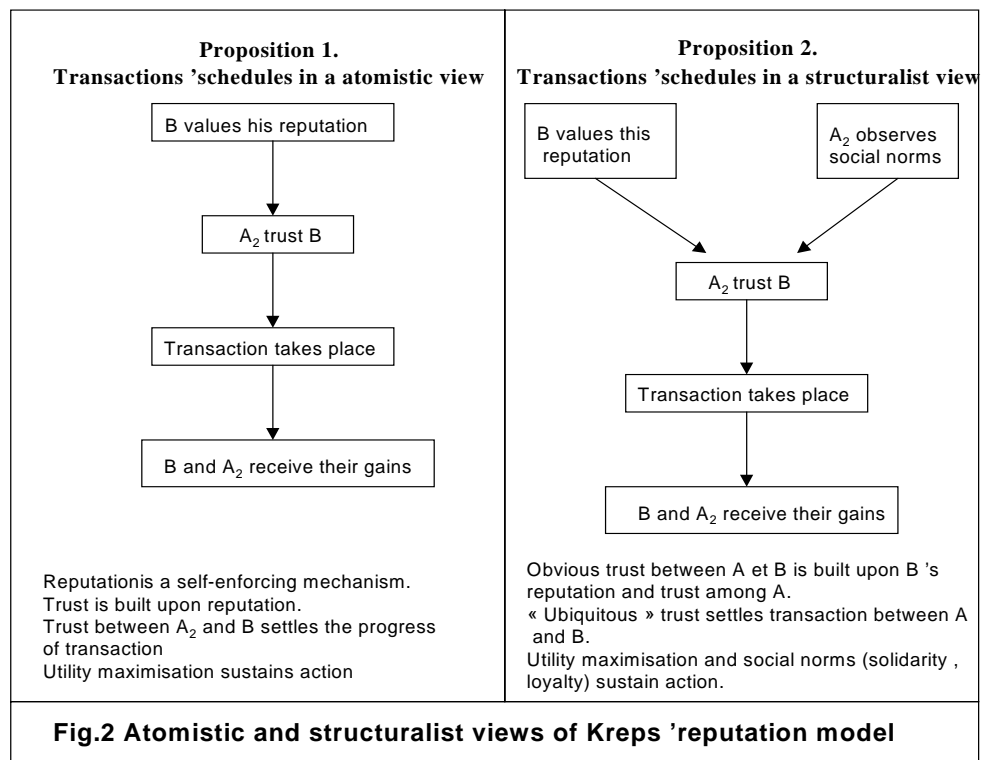 Proposition 1.
Transactions 'schedules in a atomistic view
B values his reputation
A2 trust B
Transaction takes place
B and A2 receive their gains
Reputationis a self-enforcing mechanism.
Trust is built upon reputation.
Trust between A2 and B settles the progress
of transaction
Utility maximisation sustains action
Proposition 2.
Transactions 'schedules in a structuralist view
B values this
reputation
A2 observes
social norms
A2 trust B
Transaction takes place
B and A2 receive their gains
Obvious trust between A et B is built upon B 's
reputation and trust among A.
« Ubiquitous » trust settles transaction between A
and B.
Utility maximisation and social norms (solidarity ,
loyalty) sustain action.
Fig.2 Atomistic and structuralist views of Kreps 'reputation model